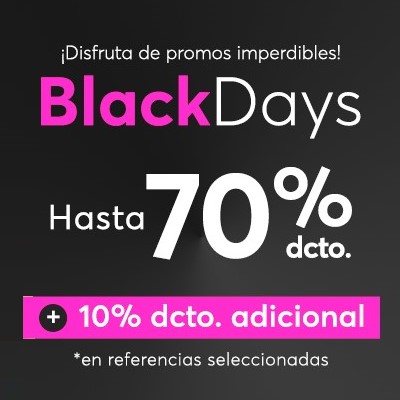 ¡Disfruta de promos imperdibles!
BlackDays
Hasta 70% dcto.
+ 10% dcto. adicional
*en referencias seleccionadas